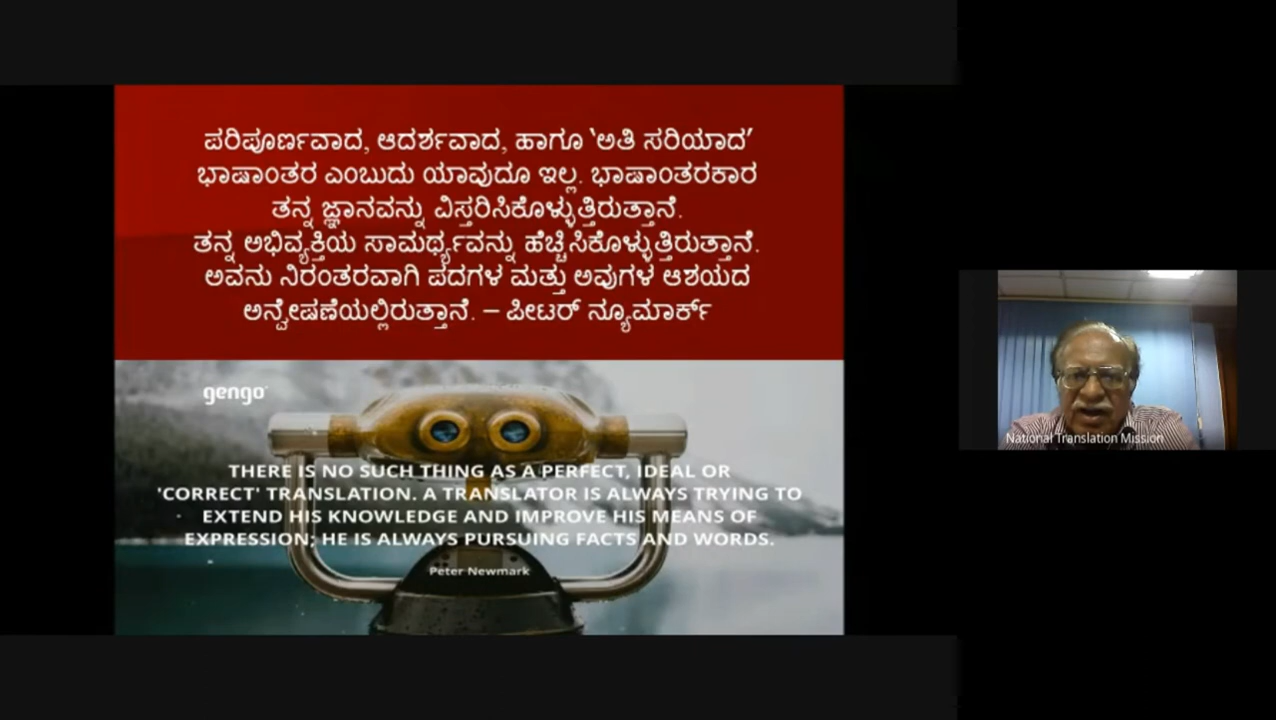 ಪರಿಪೂರ್ಣವಾದ, ಆದರ್ಶವಾದ, ಹಾಗೂ 'ಅತಿ ಸರಿಯಾದ'
ಭಾಷಾಂತರ ಎಂಬುದು ಯಾವುದೂ ಇಲ್ಲ. ಭಾಷಾಂತರಕಾರ
ತನ್ನ ಜ್ಞಾನವನ್ನು ವಿಸ್ತರಿಸಿಕೊಳ್ಳುತ್ತಿರುತ್ತಾನೆ.
ತನ್ನ ಅಭಿವ್ಯಕ್ತಿಯ ಸಾಮರ್ಥ್ಯವನ್ನು ಹೆಚ್ಚಿಸಿಕೊಳ್ಳುತ್ತಿರುತ್ತಾನೆ.
ಅವನು ನಿರಂತರವಾಗಿ ಪದಗಳ ಮತ್ತು ಅವುಗಳ ಆಶಯದ
ಅನ್ವೇಷಣೆಯಲ್ಲಿರುತ್ತಾನೆ. – ಪೀಟರ್ ನ್ಯೂಮಾರ್ಕ್
gengo
THERE IS NO SUCH THING AS A PERFECT, IDEAL OR
'CORRECT' TRANSLATION. A TRANSLATOR IS ALWAYS TRYING TO
EXTEND HIS KNOWLEDGE AND IMPROVE HIS MEANS OF
EXPRESSION; HE IS ALWAYS PURSUING FACTS AND WORDS.
Peter Newmark
National Translation Mission